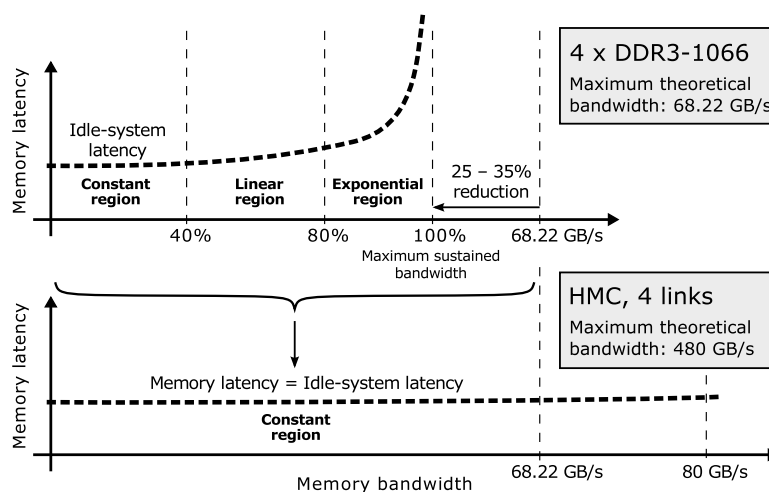 4 x DDR3-1066
Maximum theoretical
bandwidth: 68.22 GB/s
Memory latency
Idle-system
latency
Constant
region
Linear
region
Exponential
region
25 – 35%
reduction
40%
80%
100%
68.22 GB/s
Maximum sustained
bandwidth
HMC, 4 links
Maximum theoretical
bandwidth: 480 GB/s
Memory latency
Memory latency = Idle-system latency
Constant
region
68.22 GB/s
80 GB/s
Memory bandwidth